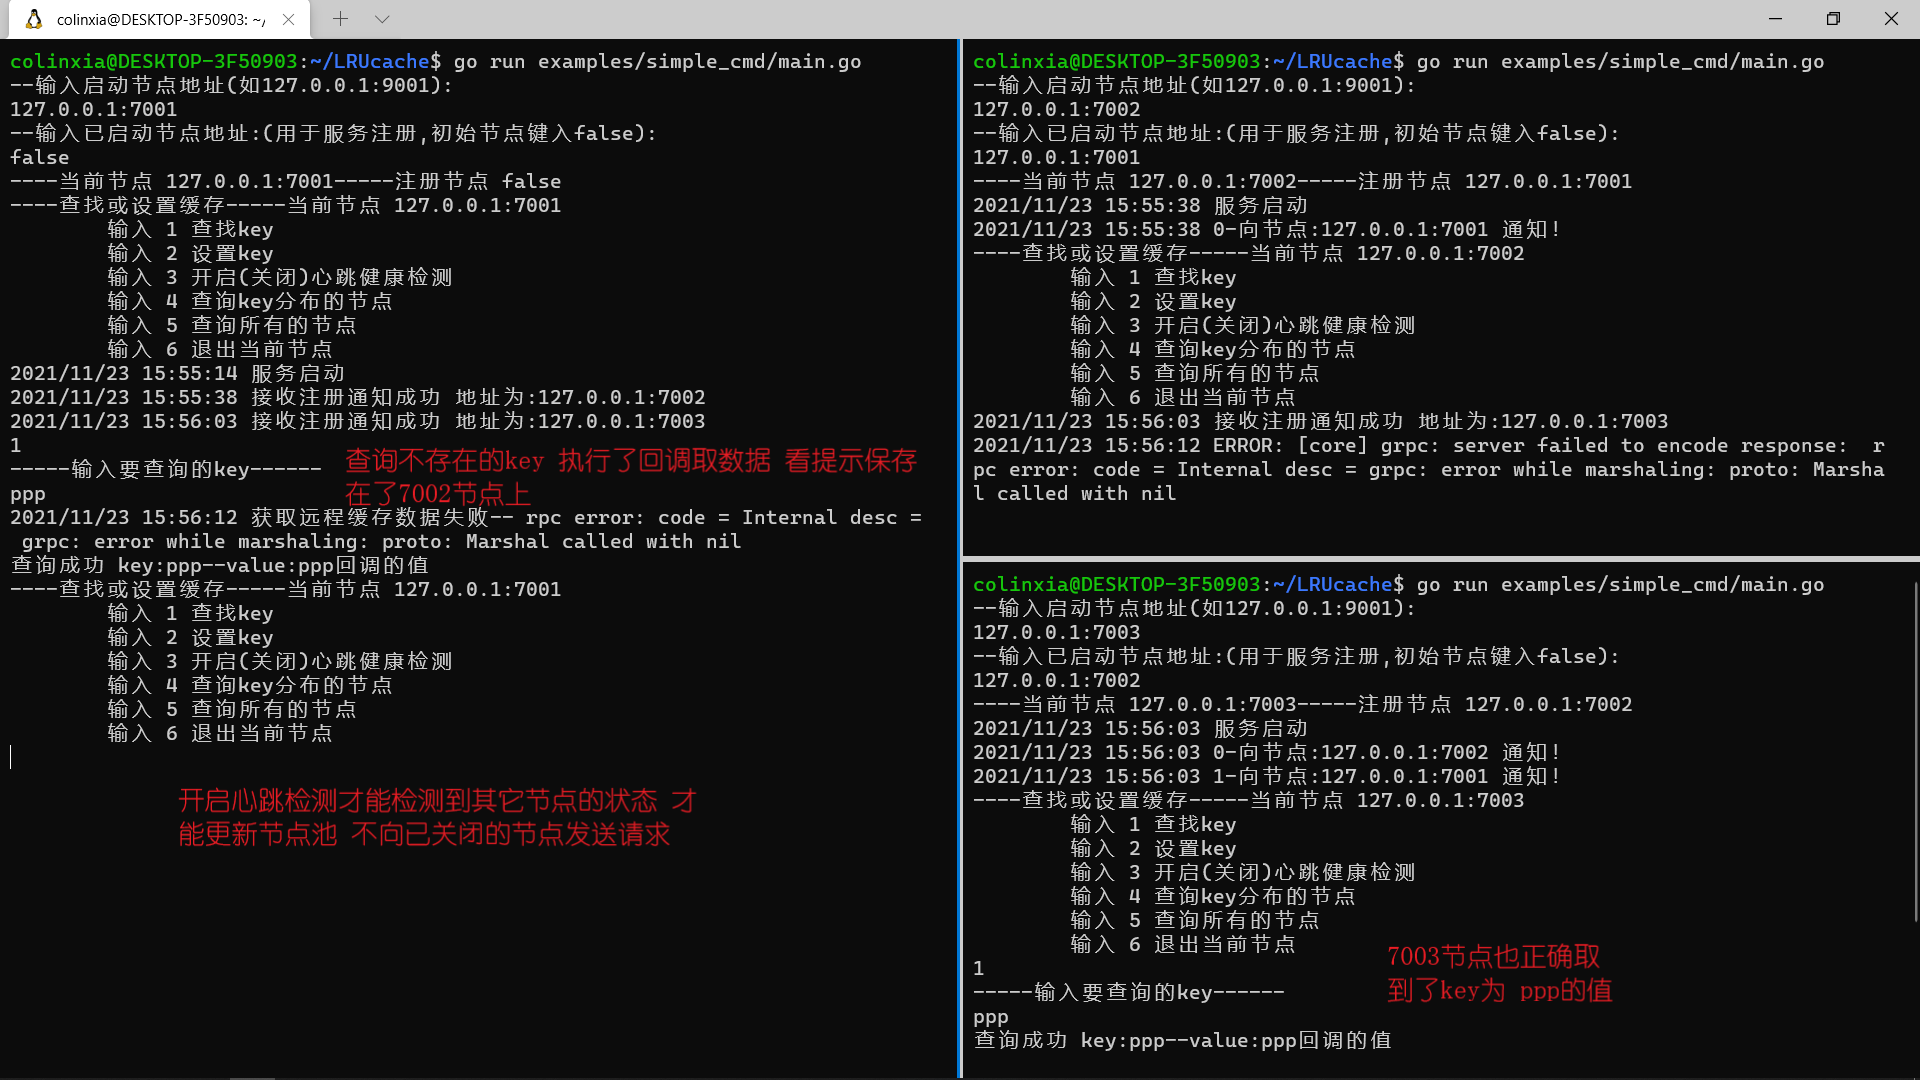 colinxia@DESKTOP-3F50903: ~/
colinxia@DESKTOP-3F50903:~/LRUcache$ go run examples/simple_cmd/main.go
--输入启动节点地址(如127.0.0.1:9001):
127.0.0.1:7001
--输入已启动节点地址:(用于服务注册,初始节点键入false):
false
----当前节点 127.0.0.1:7001-----注册节点 false
----查找或设置缓存-----当前节点 127.0.0.1:7001
输入 1 查找key
输入 2 设置key
输入 3 开启(关闭)心跳健康检测
输入 4 查询key分布的节点
输入 5 查询所有的节点
输入 6 退出当前节点
2021/11/23 15:55:14 服务启动
2021/11/23 15:55:38 接收注册通知成功 地址为:127.0.0.1:7002
2021/11/23 15:56:03 接收注册通知成功 地址为:127.0.0.1:7003
1
-----输入要查询的key------
查询不存在的key 执行了回调取数据 看提示保存
在了7002节点上
ppp
2021/11/23 15:56:12 获取远程缓存数据失败-- rpc error: code = Internal desc =
grpc: error while marshaling: proto: Marshal called with nil
查询成功 key:ppp--value:ppp回调的值
----查找或设置缓存-----当前节点 127.0.0.1:7001
输入 1 查找key
输入 2 设置key
输入 3 开启(关闭)心跳健康检测
输入 4 查询key分布的节点
输入 5 查询所有的节点
输入 6 退出当前节点
开启心跳检测才能检测到其它节点的状态 才
能更新节点池 不向已关闭的节点发送请求
colinxia@DESKTOP-3F50903:~/LRUcache$ go run examples/simple_cmd/main.go
--输入启动节点地址(如127.0.0.1:9001):
127.0.0.1:7002
--输入已启动节点地址:(用于服务注册,初始节点键入false):
127.0.0.1:7001
----当前节点 127.0.0.1:7002-----注册节点 127.0.0.1:7001
2021/11/23 15:55:38 服务启动
2021/11/23 15:55:38 0-向节点:127.0.0.1:7001 通知!
----查找或设置缓存-----当前节点 127.0.0.1:7002
输入 1 查找key
输入 2 设置key
输入 3 开启(关闭)心跳健康检测
输入 4 查询key分布的节点
输入 5 查询所有的节点
输入 6 退出当前节点
2021/11/23 15:56:03 接收注册通知成功 地址为:127.0.0.1:7003
2021/11/23 15:56:12 ERROR: [core] grpc: server failed to encode response:  r
pc error: code = Internal desc = grpc: error while marshaling: proto: Marsha
l called with nil
colinxia@DESKTOP-3F50903:~/LRUcache$ go run examples/simple_cmd/main.go
--输入启动节点地址(如127.0.0.1:9001):
127.0.0.1:7003
--输入已启动节点地址:(用于服务注册,初始节点键入false):
127.0.0.1:7002
----当前节点 127.0.0.1:7003-----注册节点 127.0.0.1:7002
2021/11/23 15:56:03 服务启动
2021/11/23 15:56:03 0-向节点:127.0.0.1:7002 通知!
2021/11/23 15:56:03 1-向节点:127.0.0.1:7001 通知!
----查找或设置缓存-----当前节点 127.0.0.1:7003
输入 1 查找key
输入 2 设置key
输入 3 开启(关闭)心跳健康检测
输入 4 查询key分布的节点
输入 5 查询所有的节点
输入 6 退出当前节点
7003节点也正确取
到了key为 ppp的值
1
-----输入要查询的key------
ppp
查询成功 key:ppp--value:ppp回调的值